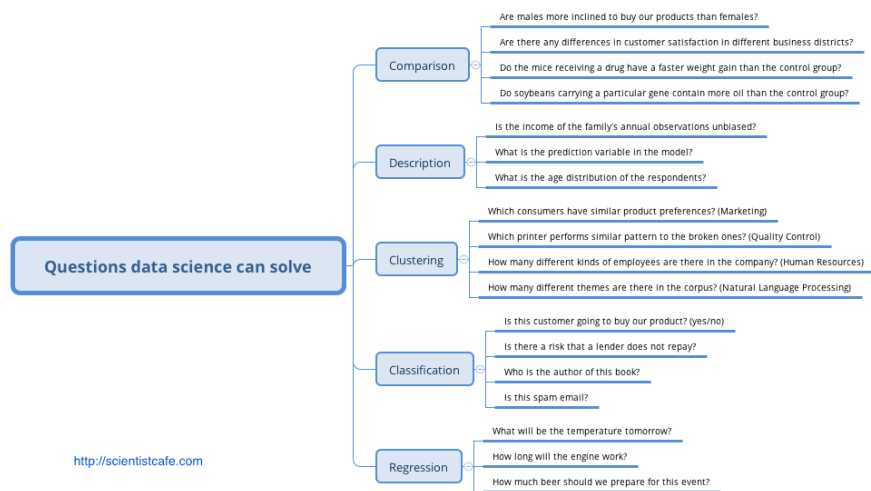 Questions data science can solve
Comparison
Are males more inclined to buy our products than females?
Are there any differences in customer satisfaction in different business districts?
Do the mice receiving a drug have a faster weight gain than the control group?
Do soybeans carrying a particular gene contain more oil than the control group?
Description
Is the income of the family's annual observations unbiased?
What is the prediction variable in the model?
What is the age distribution of the respondents?
Clustering
Which consumers have similar product preferences? (Marketing)
Which printer performs similar pattern to the broken ones? (Quality Control)
How many different kinds of employees are there in the company? (Human Resources)
How many different themes are there in the corpus? (Natural Language Processing)
Classification
Is this customer going to buy our product? (yes/no)
Is there a risk that a lender does not repay?
Who is the author of this book?
Is this spam email?
Regression
What will be the temperature tomorrow?
How long will the engine work?
How much beer should we prepare for this event?
http://scientistcafe.com